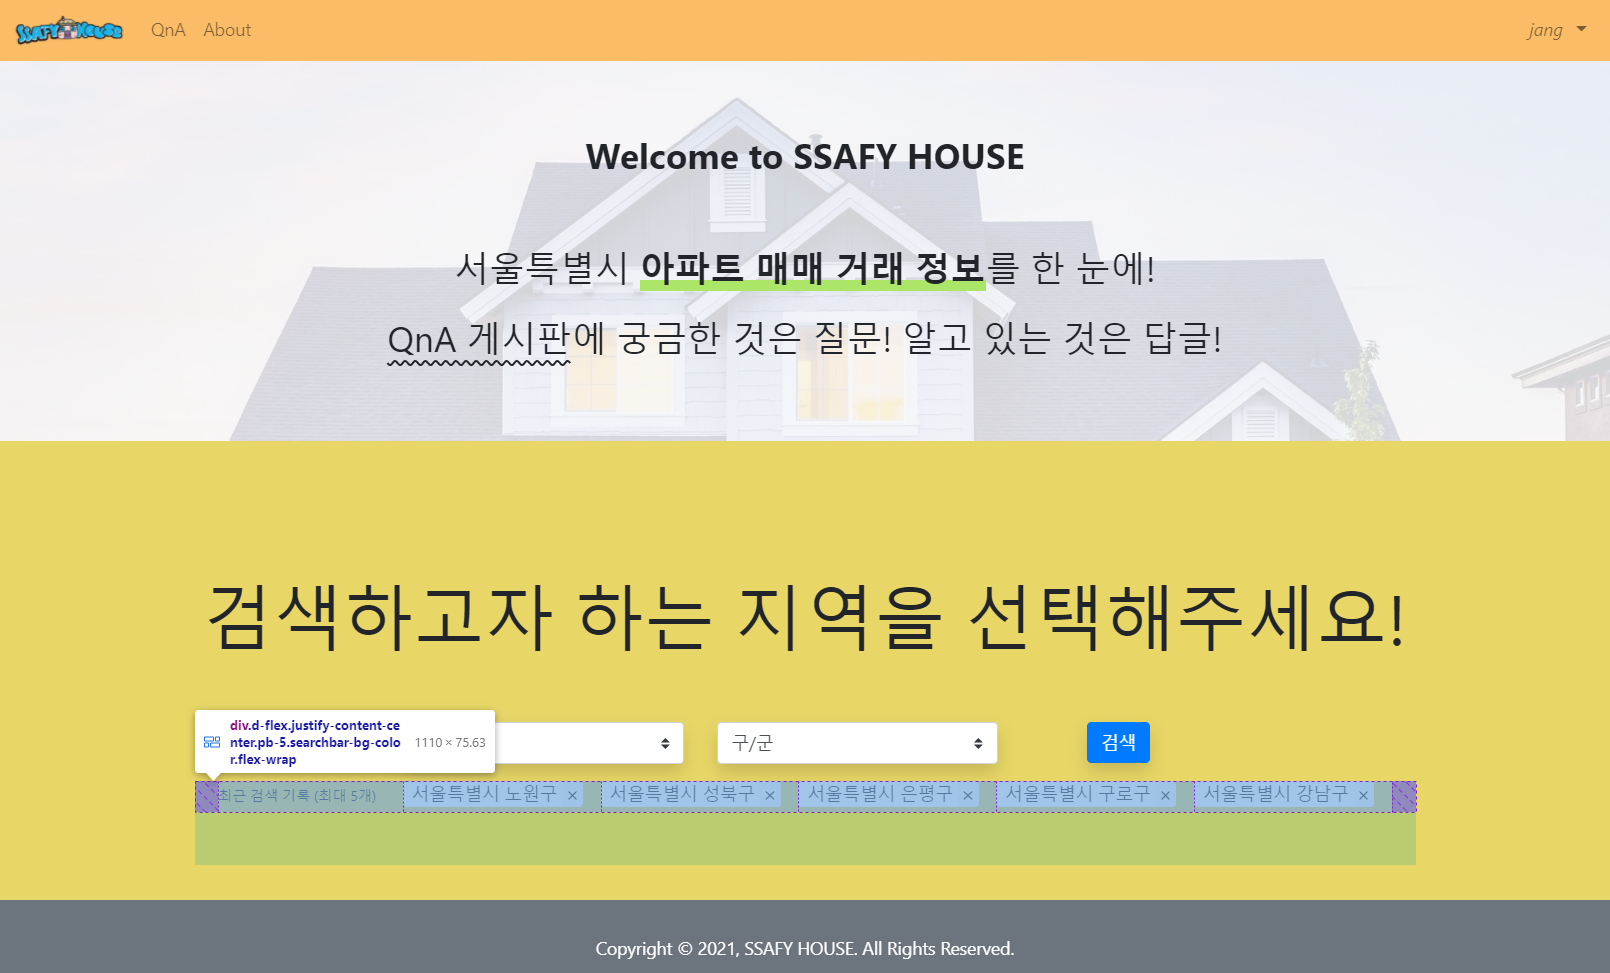 SSAFY HOUSE QnA About jang
Welcome to SSAFY HOUSE
서울특별시 아파트 매매 거래 정보를 한 눈에!
QnA 게시판에 궁금한 것은 질문! 알고 있는 것은 답글!
검색하고자 하는 지역을 선택해주세요!
div.d-flex.justify-content-ce
nter.pb-5.searchbar-bg-colo
r.flex-wrap
1110 × 75.63
구/군
검색
최근 검색 기록 (최대 5개) 서울특별시 노원구 × 서울특별시 성북구 × 서울특별시 은평구 × 서울특별시 구로구 × 서울특별시 강남구 ×
Copyright © 2021, SSAFY HOUSE. All Rights Reserved.